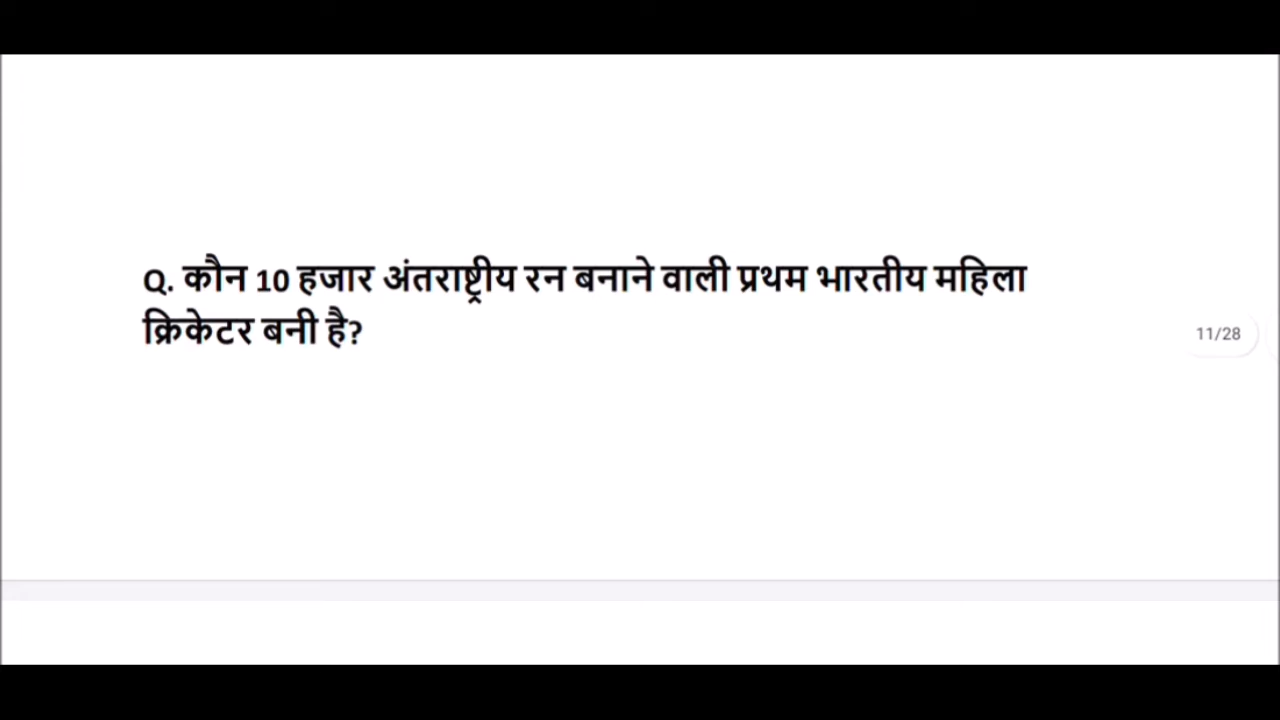 Q. कौन 10 हजार अंतराष्ट्रीय रन बनाने वाली प्रथम भारतीय महिला
क्रिकेटर बनी है?
11/28